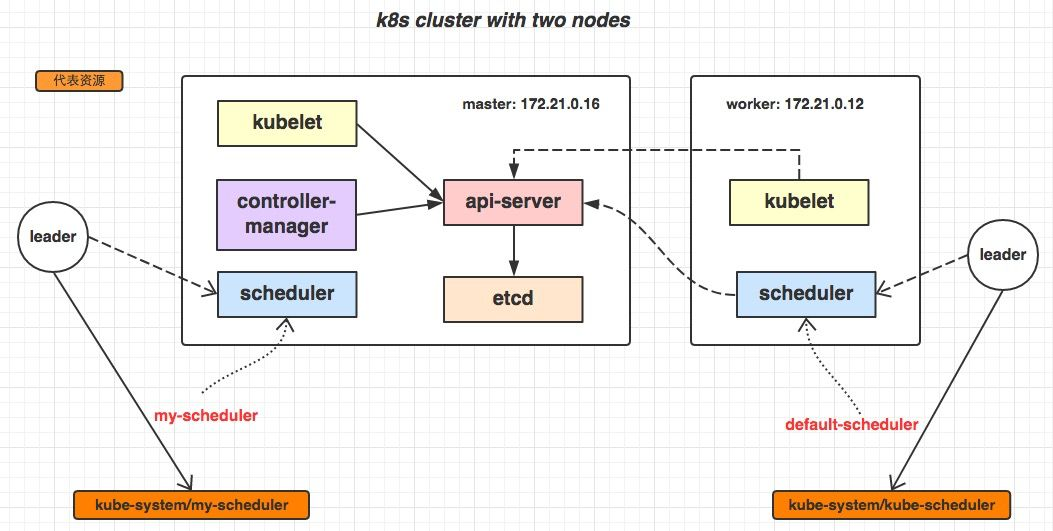 k8s cluster with two nodes
代表资源
master: 172.21.0.16
worker: 172.21.0.12
kubelet
controller-
manager
api-server
kubelet
leader
leader
scheduler
etcd
scheduler
my-scheduler
default-scheduler
kube-system/my-scheduler
kube-system/kube-scheduler